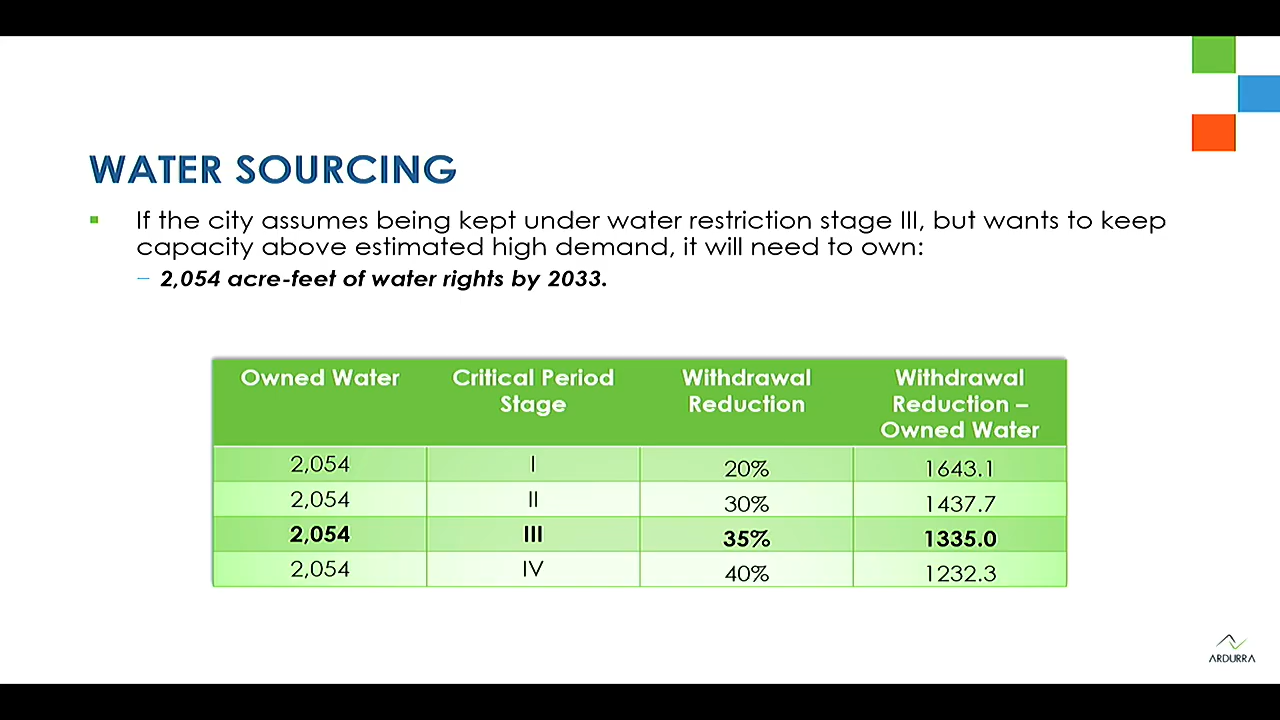 WATER SOURCING
If the city assumes being kept under water restriction stage III, but wants to keep
capacity above estimated high demand, it will need to own:
– 2,054 acre-feet of water rights by 2033.
Owned Water Critical Period Stage Withdrawal Reduction Withdrawal Reduction – Owned Water
2,054 I 20% 1643.1
2,054 II 30% 1437.7
2,054 III 35% 1335.0
2,054 IV 40% 1232.3
ARDURRA